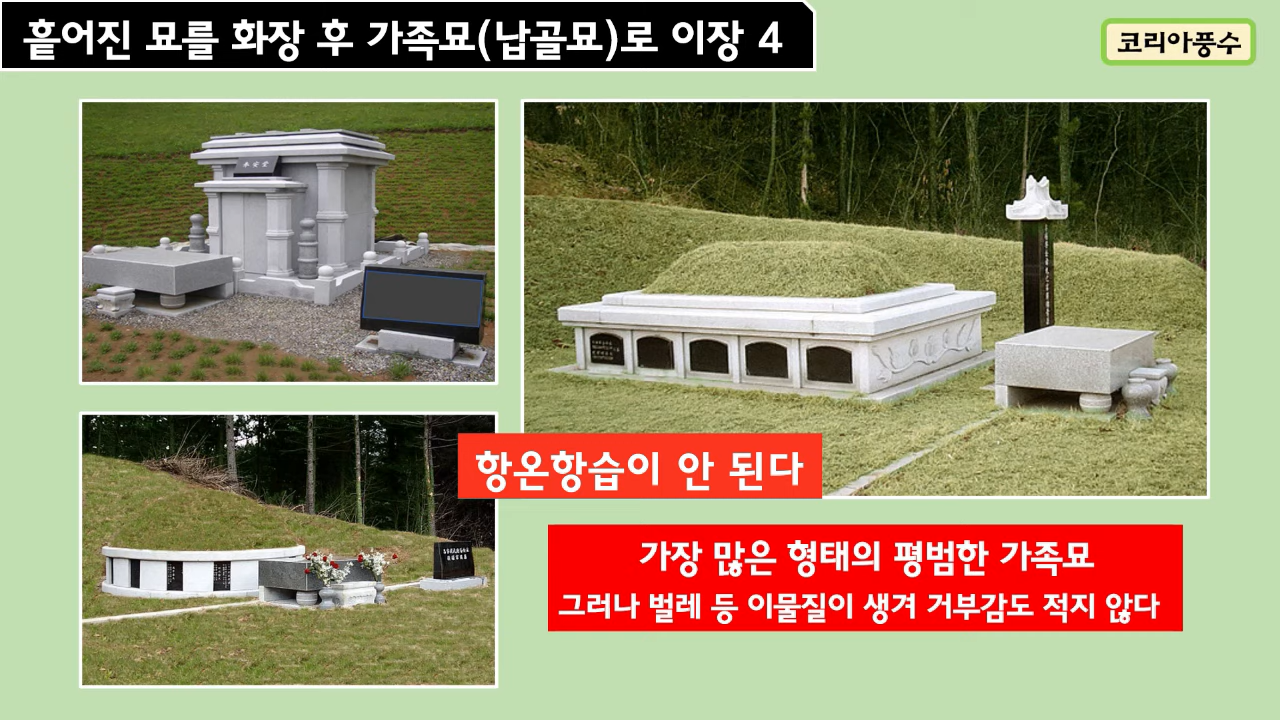 흩어진 묘를 화장 후 가족묘(납골묘)로 이장 4
코리아풍수
항온항습이 안 된다
가장 많은 형태의 평범한 가족묘
그러나 벌레 등 이물질이 생겨 거부감도 적지 않다